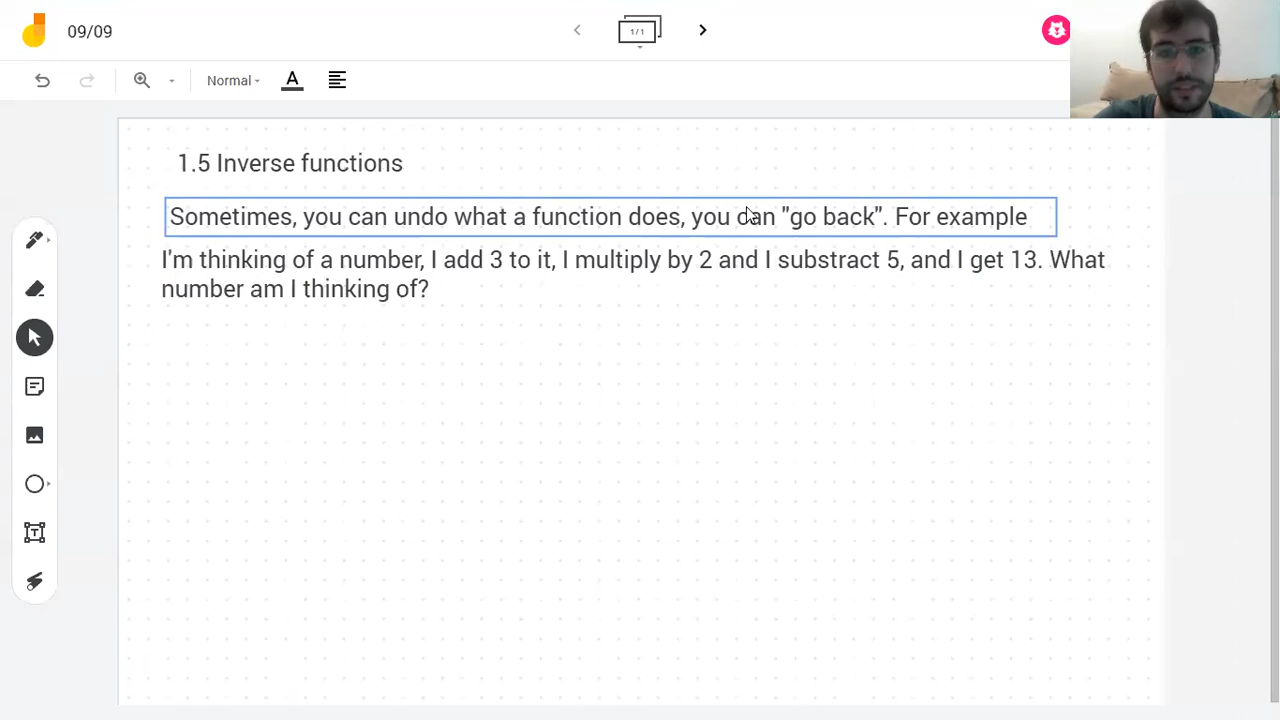 09/09
1/1
Normal
1.5 Inverse functions
Sometimes, you can undo what a function does, you can "go back". For example
I'm thinking of a number, I add 3 to it, I multiply by 2 and I substract 5, and I get 13. What
number am I thinking of?